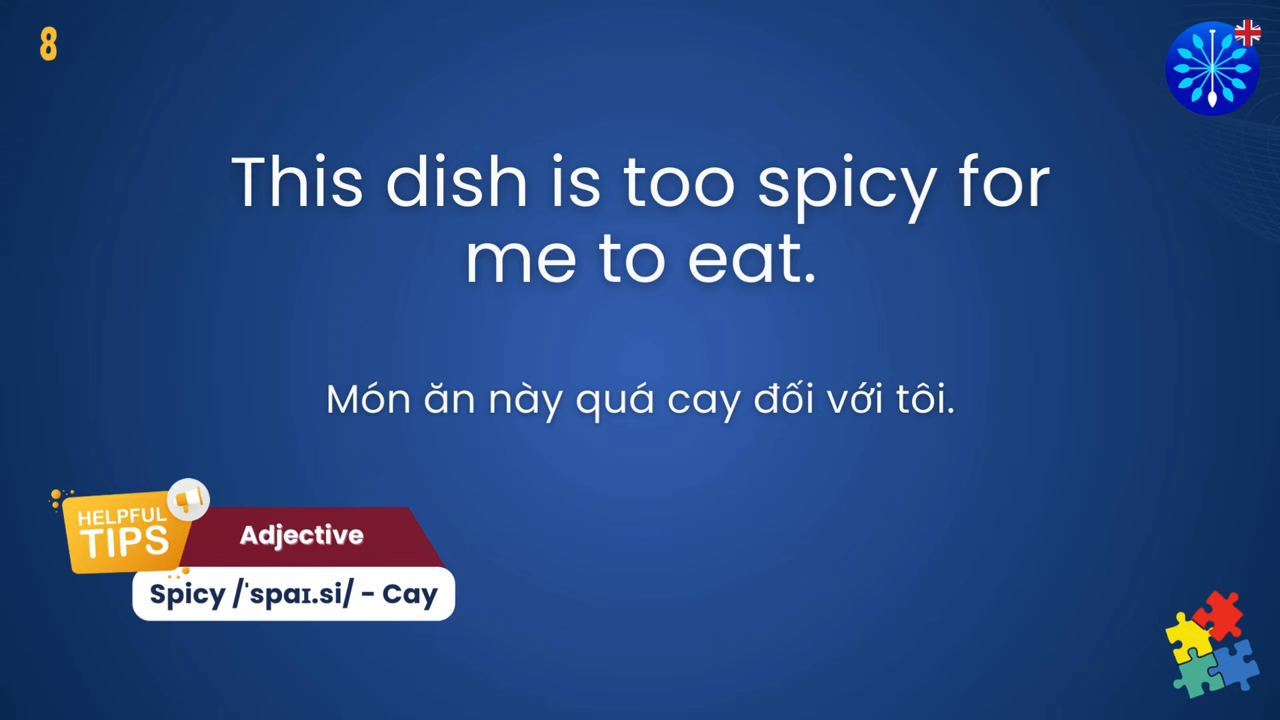 8
This dish is too spicy for
me to eat.
Món ăn này quá cay đối với tôi.
HELPFUL
TIPS
Adjective
Spicy /ˈspaɪ.si/ - Cay